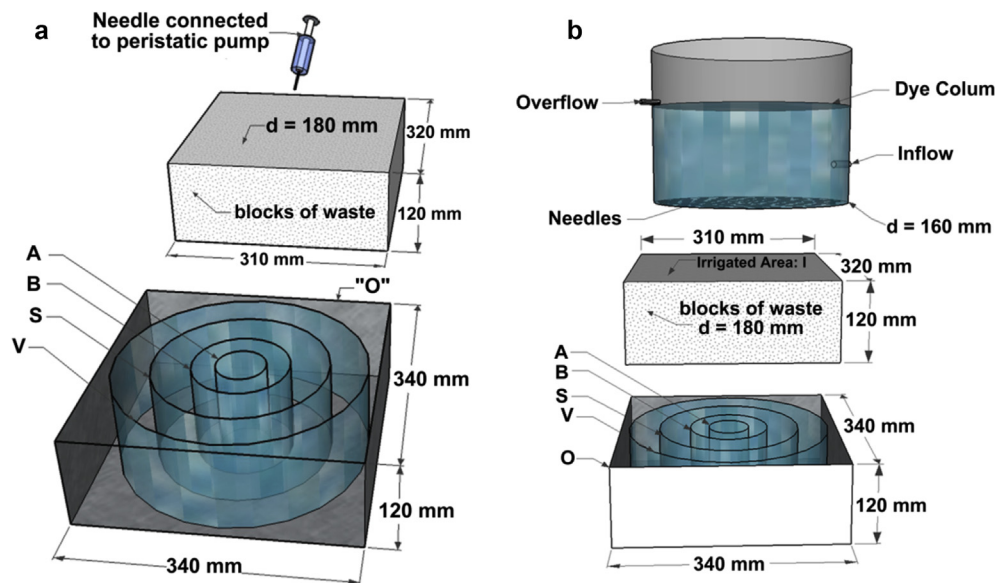 a
Needle connected
to peristatic pump
d = 180 mm
320 mm
blocks of waste
120 mm
310 mm
A
B
S
V
"O"
340 mm
120 mm
340 mm
b
Overflow
Dye Colum
Inflow
Needles
d = 160 mm
310 mm
Irrigated Area: I
320 mm
blocks of waste
d = 180 mm
120 mm
A
B
S
V
O
340 mm
120 mm
340 mm